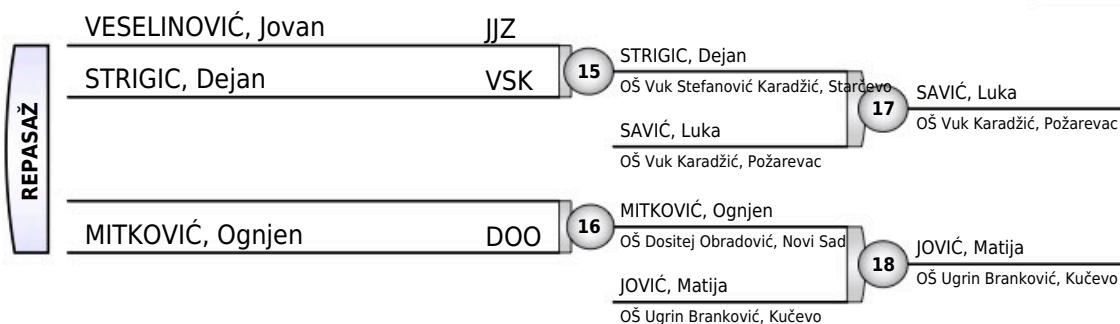 REPASAŽ
VESELINOVIĆ, Jovan JJZ
STRIGIC, Dejan VSK
MITKOVIĆ, Ognjen DOO
15
STRIGIC, Dejan
OŠ Vuk Stefanović Karadžić, Starčevo
SAVIĆ, Luka
OŠ Vuk Karadžić, Požarevac
16
MITKOVIĆ, Ognjen
OŠ Dositej Obradović, Novi Sad
JOVIĆ, Matija
OŠ Ugrin Branković, Kučevo
17
SAVIĆ, Luka
OŠ Vuk Karadžić, Požarevac
18
JOVIĆ, Matija
OŠ Ugrin Branković, Kučevo